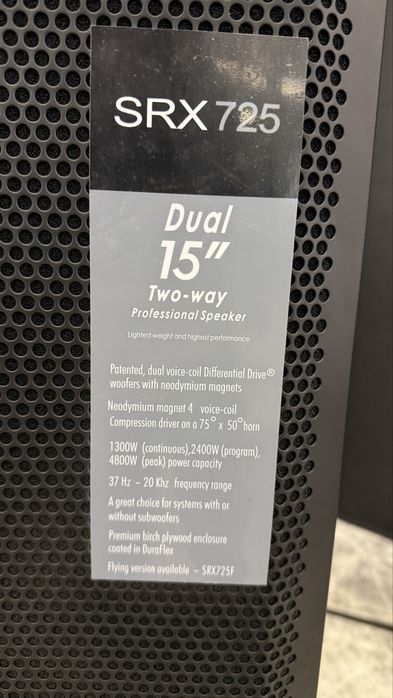 SRX 725
Dual
15"
Two-way
Professional Speaker
Lightest weight and highest performance
Patented, dual voice-coil Differential Drive®
woofers with neodymium magnets
Neodymium magnet 4 voice-coil
Compression driver on a 75° x 50° horn
1300W (continuous),2400W (program),
4800W (peak) power capacity
37 Hz – 20 Khz frequency range
A great choice for systems with or
without subwoofers
Premium birch plywood enclosure
coated in DuraFlex
Flying version available – SRX725F